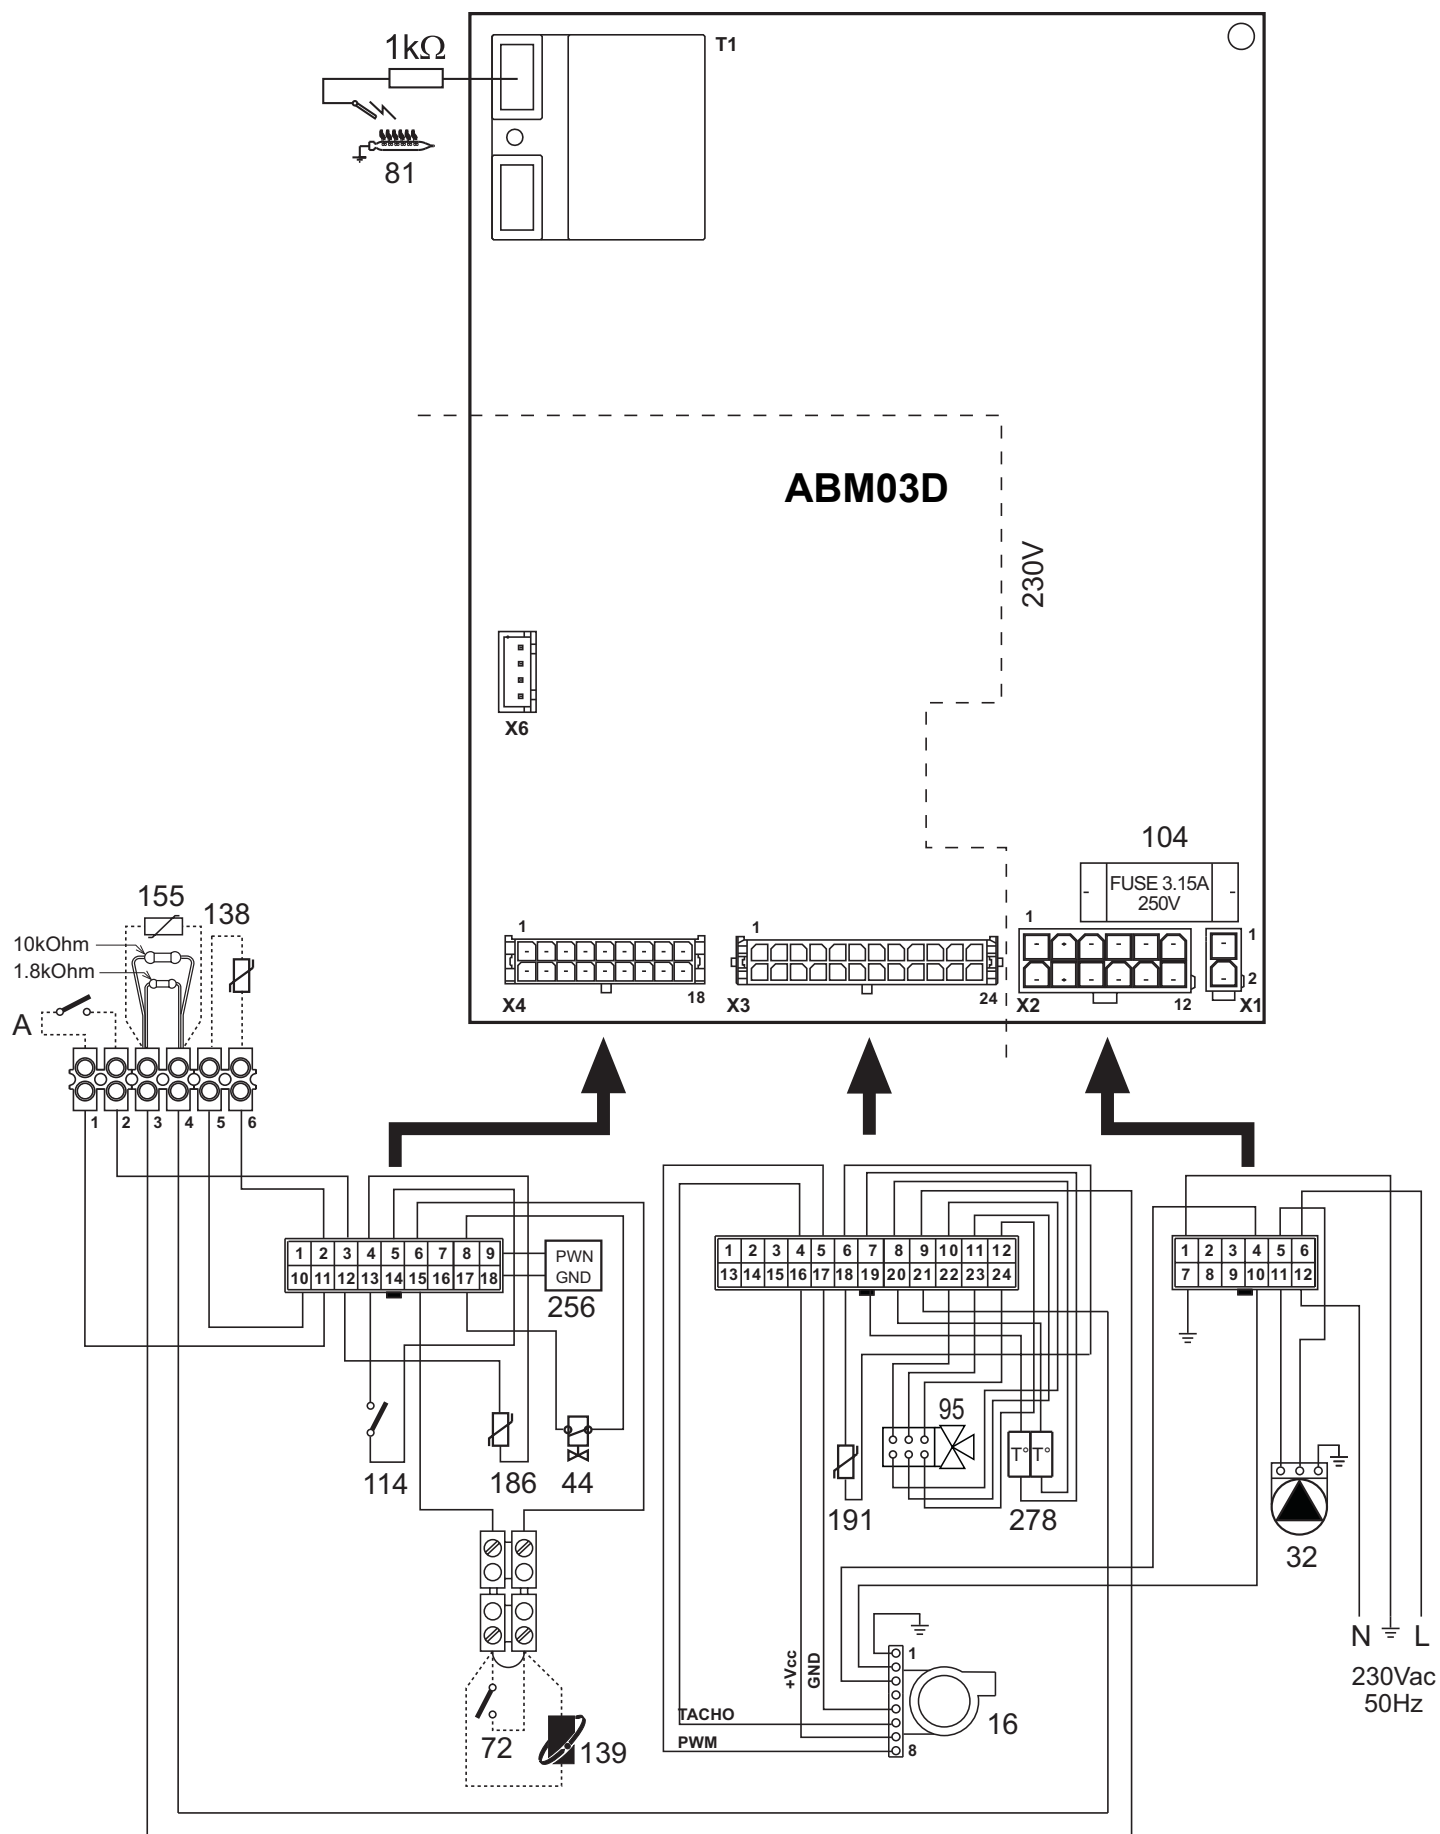 T1
1kΩ
81
ABM03D
230V
X6
104
FUSE 3.15A
250V
1
1
1
1
X4
18
X3
24
X2
12
2
X1
155
138
10kOhm
1.8kOhm
A
1 2 3 4 5 6
1 2 3 4 5 6 7 8 9
10 11 12 13 14 15 16 17 18
PWN
GND
256
1 2 3 4 5 6 7 8 9 10 11 12
13 14 15 16 17 18 19 20 21 22 23 24
1 2 3 4 5 6
7 8 9 10 11 12
114
186
44
191
95
T° T°
278
32
N L
230Vac
50Hz
+Vcc
GND
TACHO
PWM
1
8
16
72
139